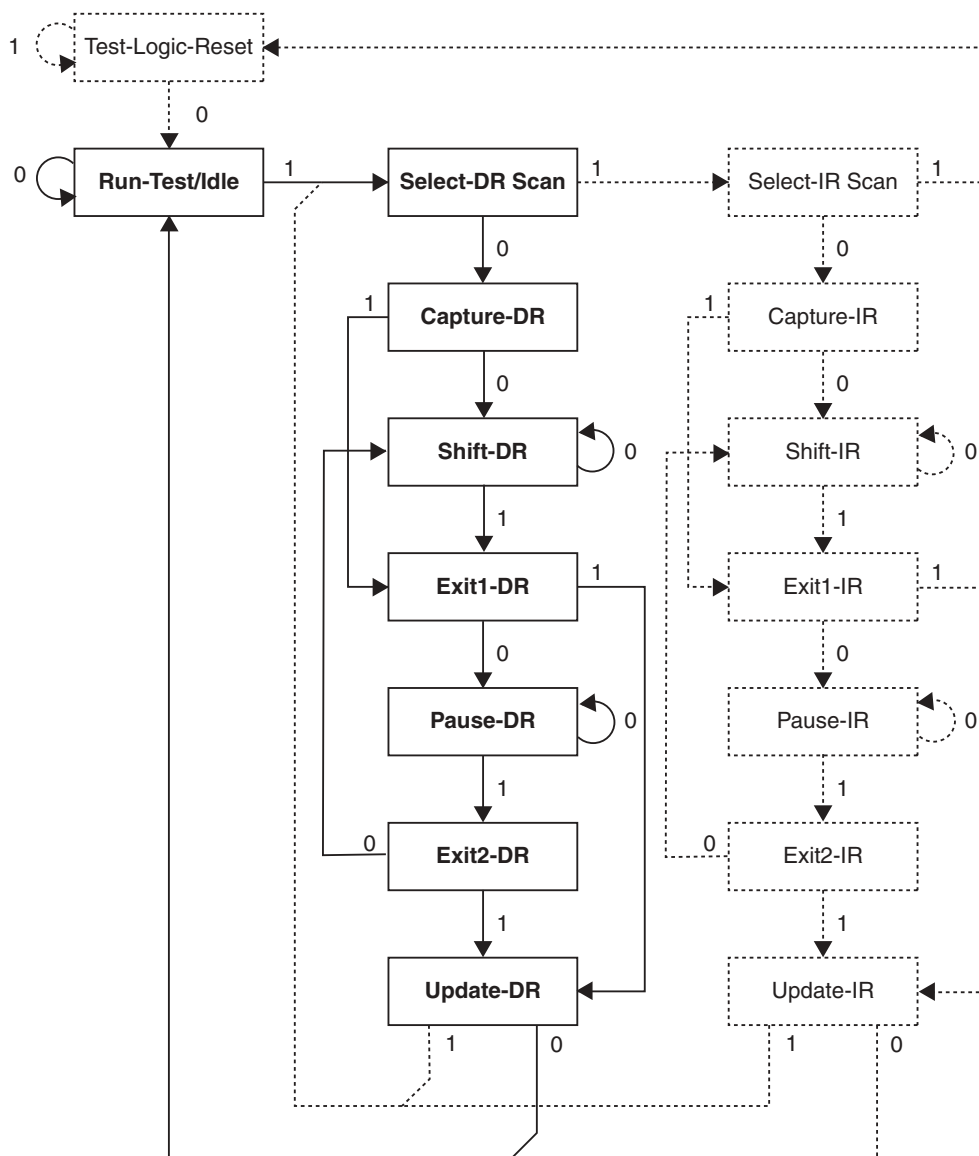 1
Test-Logic-Reset
0
0
Run-Test/Idle
1
Select-DR Scan
1
Select-IR Scan
1
0
0
1
Capture-DR
1
Capture-IR
0
0
Shift-DR
0
Shift-IR
0
1
1
Exit1-DR
1
Exit1-IR
1
0
0
Pause-DR
0
Pause-IR
0
1
1
0
Exit2-DR
0
Exit2-IR
1
1
Update-DR
Update-IR
1
0
1
0